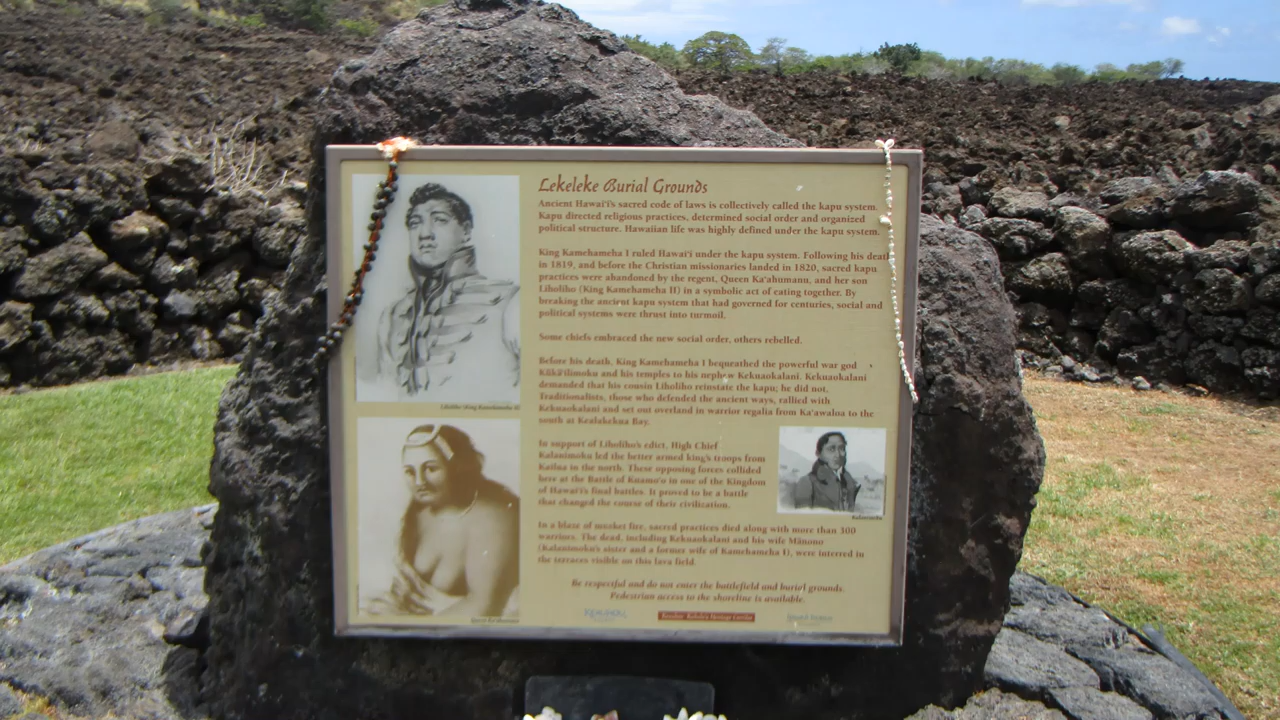 Lekeleke Burial Grounds
Ancient Hawai'i's sacred code of laws is collectively called the kapu system.
Kapu directed religious practices, determined social order and organized
political structure. Hawaiian life was highly defined under the kapu system.
King Kamehameha I ruled Hawai'i under the kapu system. Following his death
in 1819, and before the Christian missionaries landed in 1820, sacred kapu
practices were abandoned by the regent, Queen Ka'ahumanu, and her son
Liholiho (King Kamehameha II) in a symbolic act of eating together. By
breaking the ancient kapu system that had governed for centuries, social and
political systems were thrust into turmoil.
Some chiefs embraced the new social order, others rebelled.
Before his death, King Kamehameha I bequeathed the powerful war god
Kūkā'ilimoku and his temples to his nephew Kekuaokalani. Kekuaokalani
demanded that his cousin Liholiho reinstate the kapu; he did not.
Traditionalists, those who defended the ancient ways, rallied with
Kekuaokalani and set out overland in warrior regalia from Ka'awaloa to the
south at Kealakekua Bay.
Liholiho (King Kamehameha II)
In support of Liholiho's edict, High Chief
Kalanimoku led the better armed king's troops from
Kailua in the north. These opposing forces collided
here at the Battle of Kuamo'o in one of the Kingdom
of Hawai'i's final battles. It proved to be a battle
that changed the course of their civilization.
Kalanimoku
In a blaze of musket fire, sacred practices died along with more than 300
warriors. The dead, including Kekuaokalani and his wife Mānono
(Kalanimoku's sister and a former wife of Kamehameha I), were interred in
the terraces visible on this lava field.
Be respectful and do not enter the battlefield and burial grounds.
Pedestrian access to the shoreline is available.
Queen Ka'ahumanu